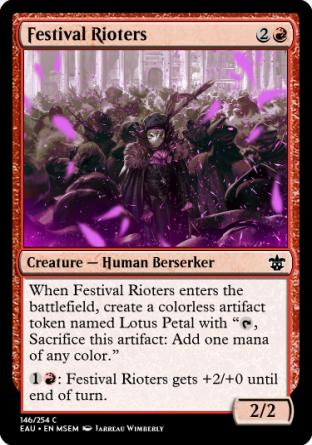 Festival Rioters 2
Creature — Human Berserker
When Festival Rioters enters the
battlefield, create a colorless artifact
token named Lotus Petal with “,
Sacrifice this artifact: Add one mana
of any color.”
1: Festival Rioters gets +2/+0 until
end of turn.
2/2
146/254 C
EAU • EN MSEM Jarreau Wimberly